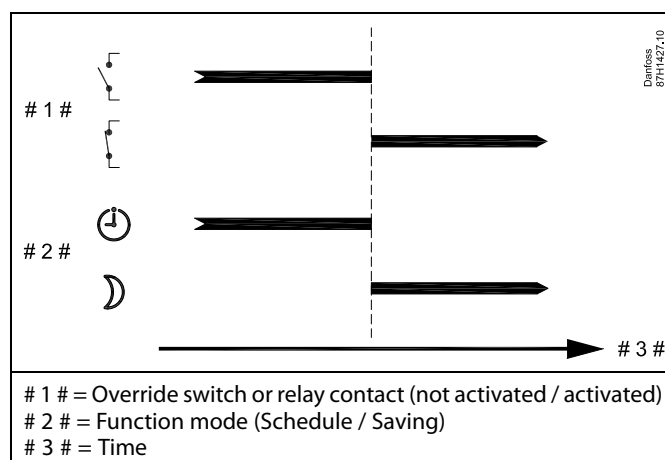 Danfoss
87H1427.10
# 1 #
# 2 #
# 3 #
# 1 # = Override switch or relay contact (not activated / activated)
# 2 # = Function mode (Schedule / Saving)
# 3 # = Time